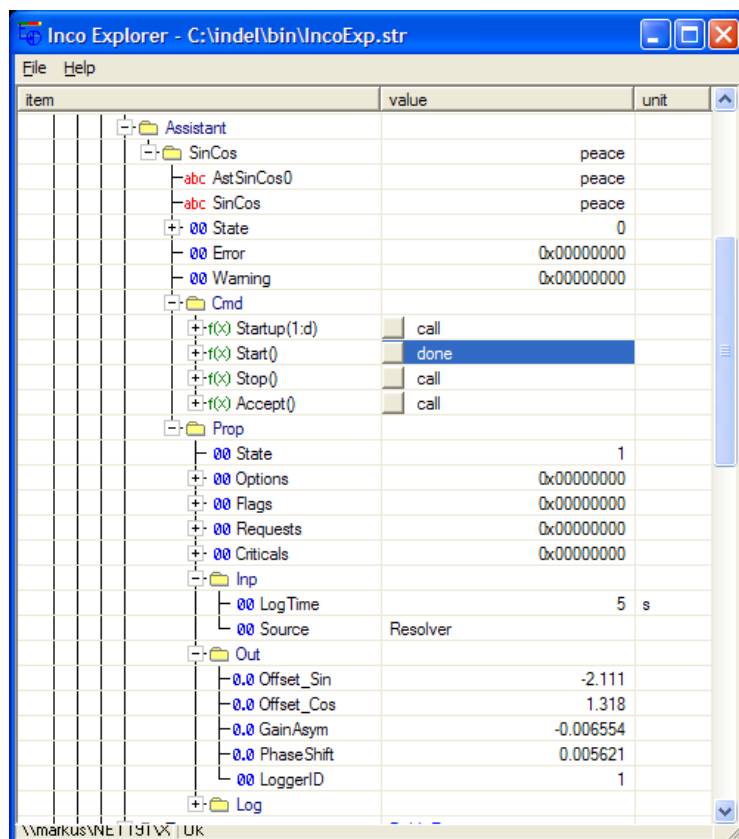 Inco Explorer - C:\indel\bin\IncoExp.str
File Help
item value unit
Assistant
SinCos peace
abc AstSinCos0 peace
abc SinCos peace
00 State 0
00 Error 0x00000000
00 Warning 0x00000000
Cmd
f(x) Startup(1:d) call
f(x) Start() done
f(x) Stop() call
f(x) Accept() call
Prop
00 State 1
00 Options 0x00000000
00 Flags 0x00000000
00 Requests 0x00000000
00 Criticals 0x00000000
Inp
00 LogTime 5 s
00 Source Resolver
Out
0.0 Offset_Sin -2.111
0.0 Offset_Cos 1.318
0.0 GainAsym -0.006554
0.0 PhaseShift 0.005621
00 LoggerID 1
Log